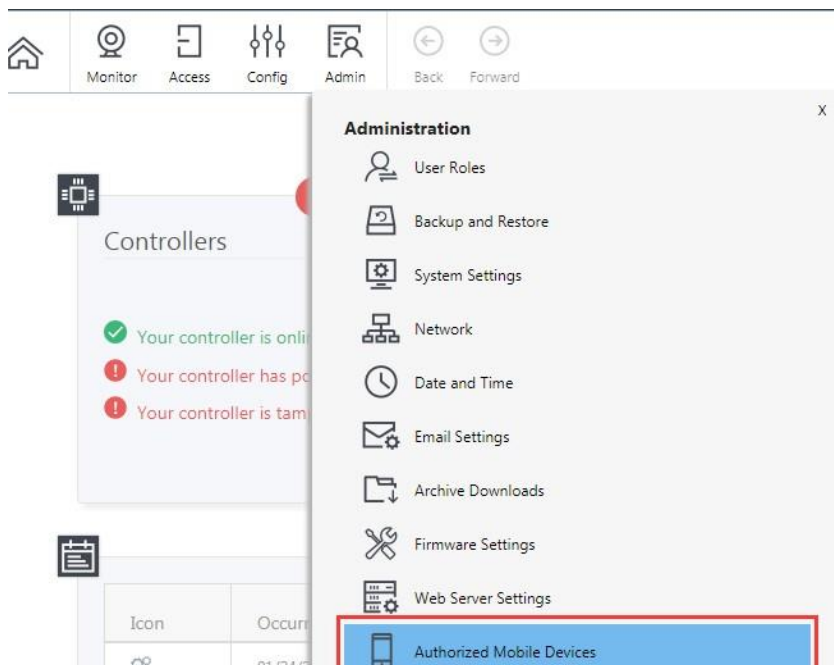 Monitor Access Config Admin Back Forward
X
Administration
User Roles
Backup and Restore
System Settings
Network
Date and Time
Email Settings
Archive Downloads
Firmware Settings
Web Server Settings
Authorized Mobile Devices
Controllers
Your controller is onli
Your controller has po
Your controller is tam
Icon Occurr